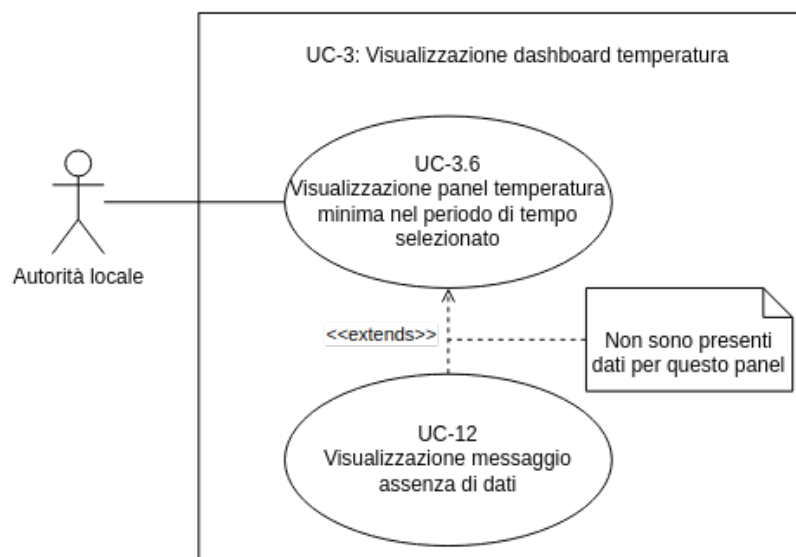 UC-3: Visualizzazione dashboard temperatura
UC-3.6
Visualizzazione panel temperatura
minima nel periodo di tempo
selezionato
Autorità locale
<<extends>>
Non sono presenti
dati per questo panel
UC-12
Visualizzazione messaggio
assenza di dati